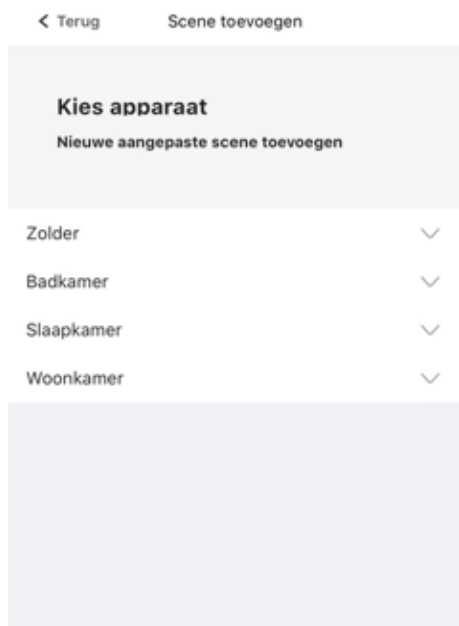 Terug Scene toevoegen
Kies apparaat
Nieuwe aangepaste scene toevoegen
Zolder
Badkamer
Slaapkamer
Woonkamer